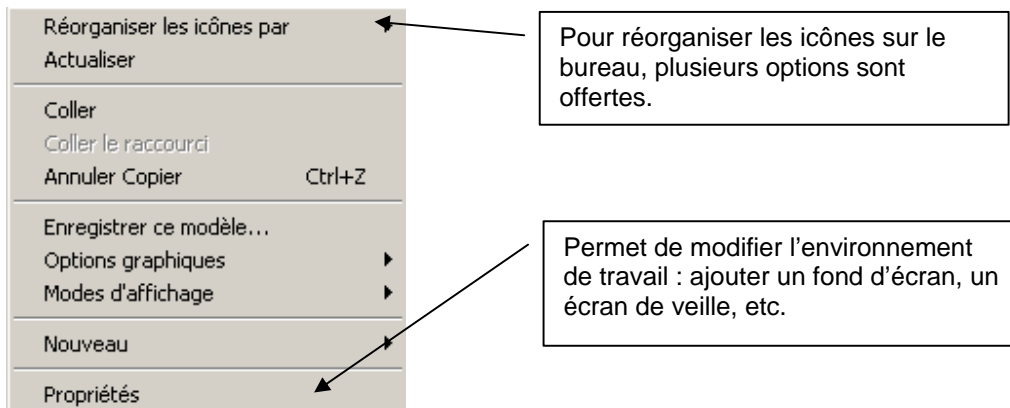 Réorganiser les icônes par
Actualiser
Coller
Coller le raccourci
Annuler Copier Ctrl+Z
Enregistrer ce modèle...
Options graphiques
Modes d'affichage
Nouveau
Propriétés
Pour réorganiser les icônes sur le
bureau, plusieurs options sont
offertes.
Permet de modifier l’environnement
de travail : ajouter un fond d’écran, un
écran de veille, etc.